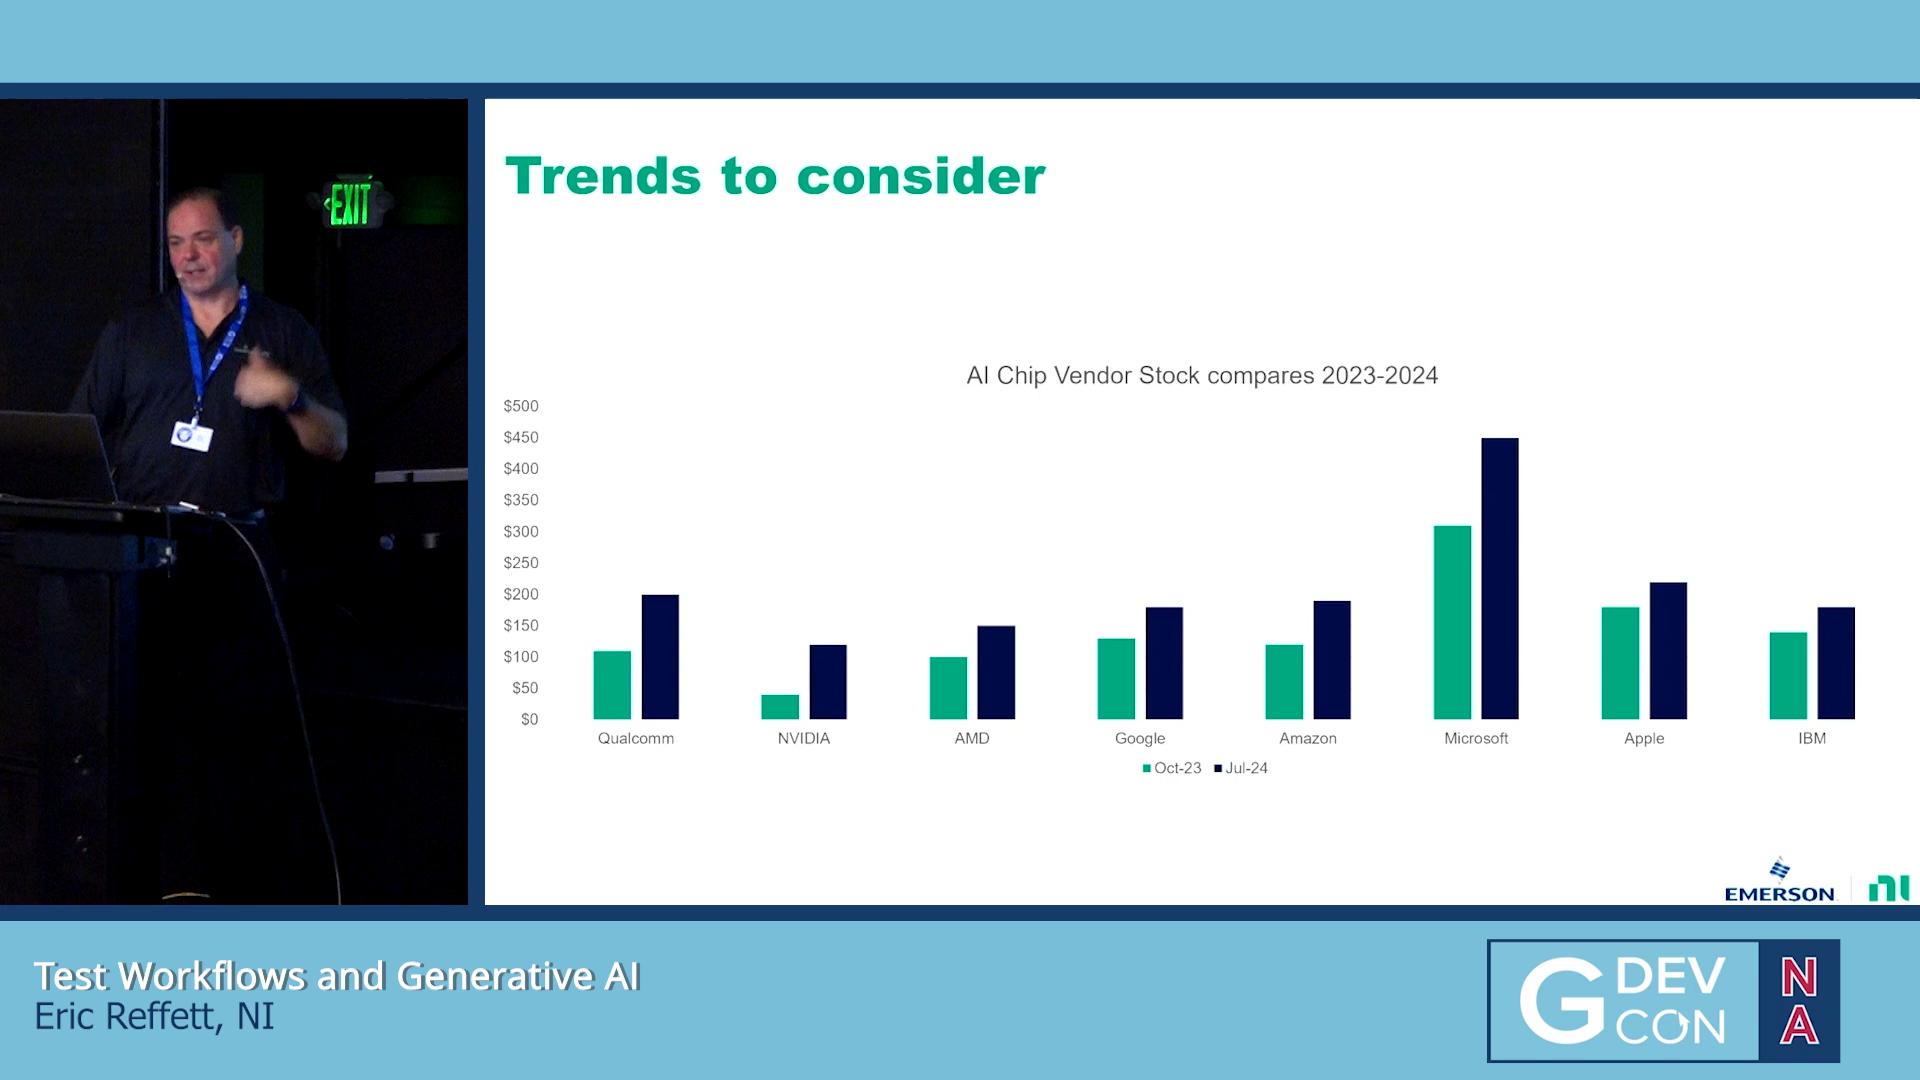 EXIT
Trends to consider
AI Chip Vendor Stock compares 2023-2024
$500
$450
$400
$350
$300
$250
$200
$150
$100
$50
$0
Qualcomm NVIDIA AMD Google Amazon Microsoft Apple IBM
Oct-23 Jul-24
EMERSON ni
Test Workflows and Generative AI
Eric Reffett, NI
G DEV CON NA